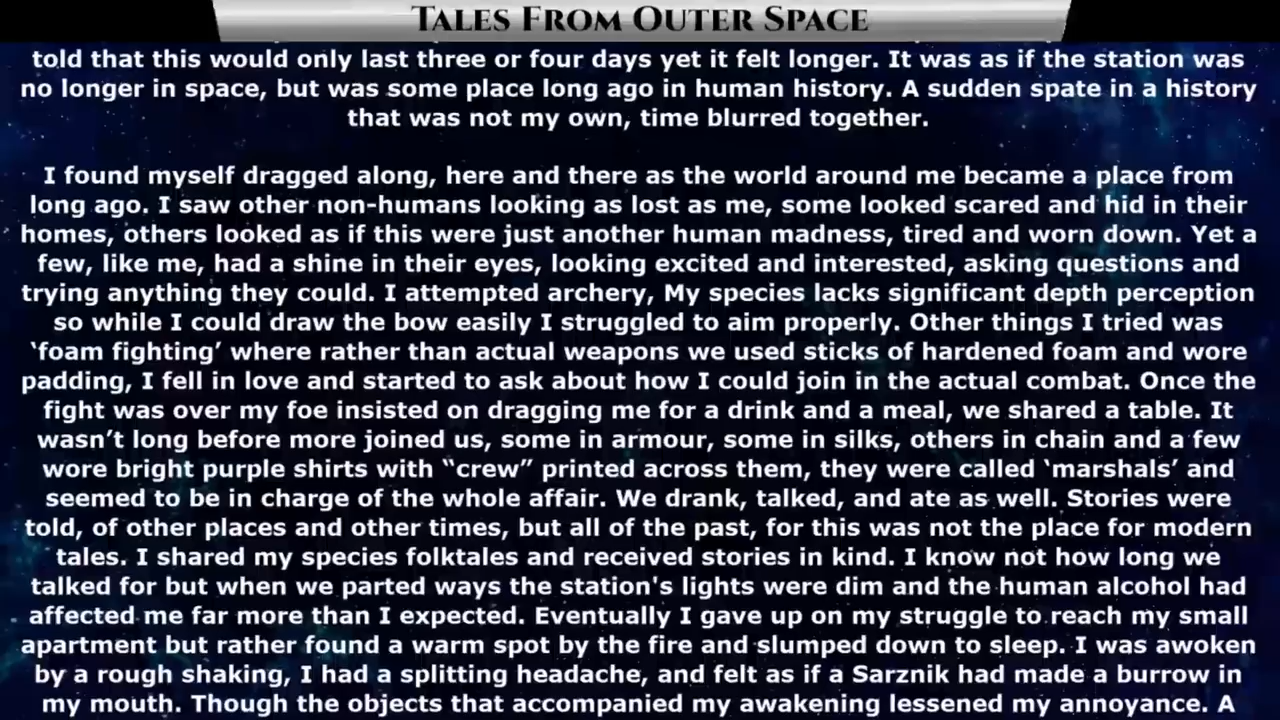 Tales From Outer Space
told that this would only last three or four days yet it felt longer. It was as if the station was
no longer in space, but was some place long ago in human history. A sudden spate in a history
that was not my own, time blurred together.
I found myself dragged along, here and there as the world around me became a place from
long ago. I saw other non-humans looking as lost as me, some looked scared and hid in their
homes, others looked as if this were just another human madness, tired and worn down. Yet a
few, like me, had a shine in their eyes, looking excited and interested, asking questions and
trying anything they could. I attempted archery, My species lacks significant depth perception
so while I could draw the bow easily I struggled to aim properly. Other things I tried was
‘foam fighting’ where rather than actual weapons we used sticks of hardened foam and wore
padding, I fell in love and started to ask about how I could join in the actual combat. Once the
fight was over my foe insisted on dragging me for a drink and a meal, we shared a table. It
wasn’t long before more joined us, some in armour, some in silks, others in chain and a few
wore bright purple shirts with “crew” printed across them, they were called ‘marshals’ and
seemed to be in charge of the whole affair. We drank, talked, and ate as well. Stories were
told, of other places and other times, but all of the past, for this was not the place for modern
tales. I shared my species folktales and received stories in kind. I know not how long we
talked for but when we parted ways the station's lights were dim and the human alcohol had
affected me far more than I expected. Eventually I gave up on my struggle to reach my small
apartment but rather found a warm spot by the fire and slumped down to sleep. I was awoken
by a rough shaking, I had a splitting headache, and felt as if a Sarznik had made a burrow in
my mouth. Though the objects that accompanied my awakening lessened my annoyance. A